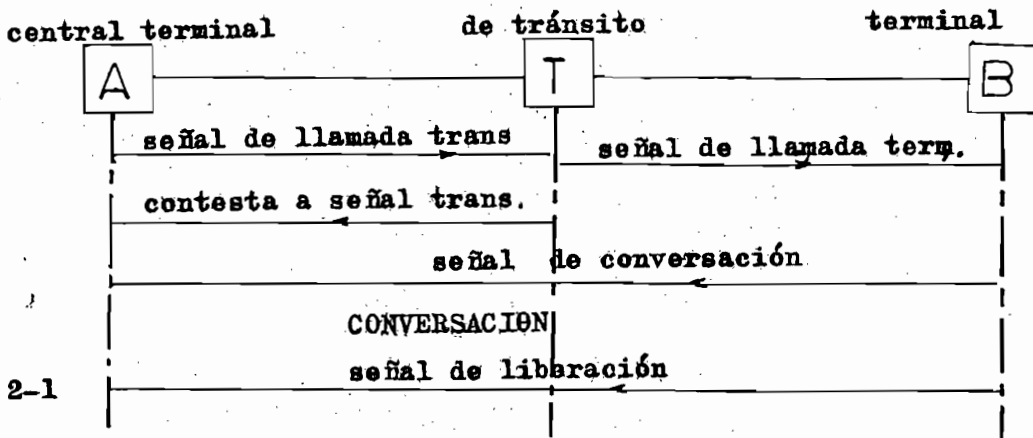 central terminal de tránsito terminal
A T B
señal de llamada trans
señal de llamada term.
contesta a señal trans.
señal de conversación
CONVERSACION
señal de liberación
2-1